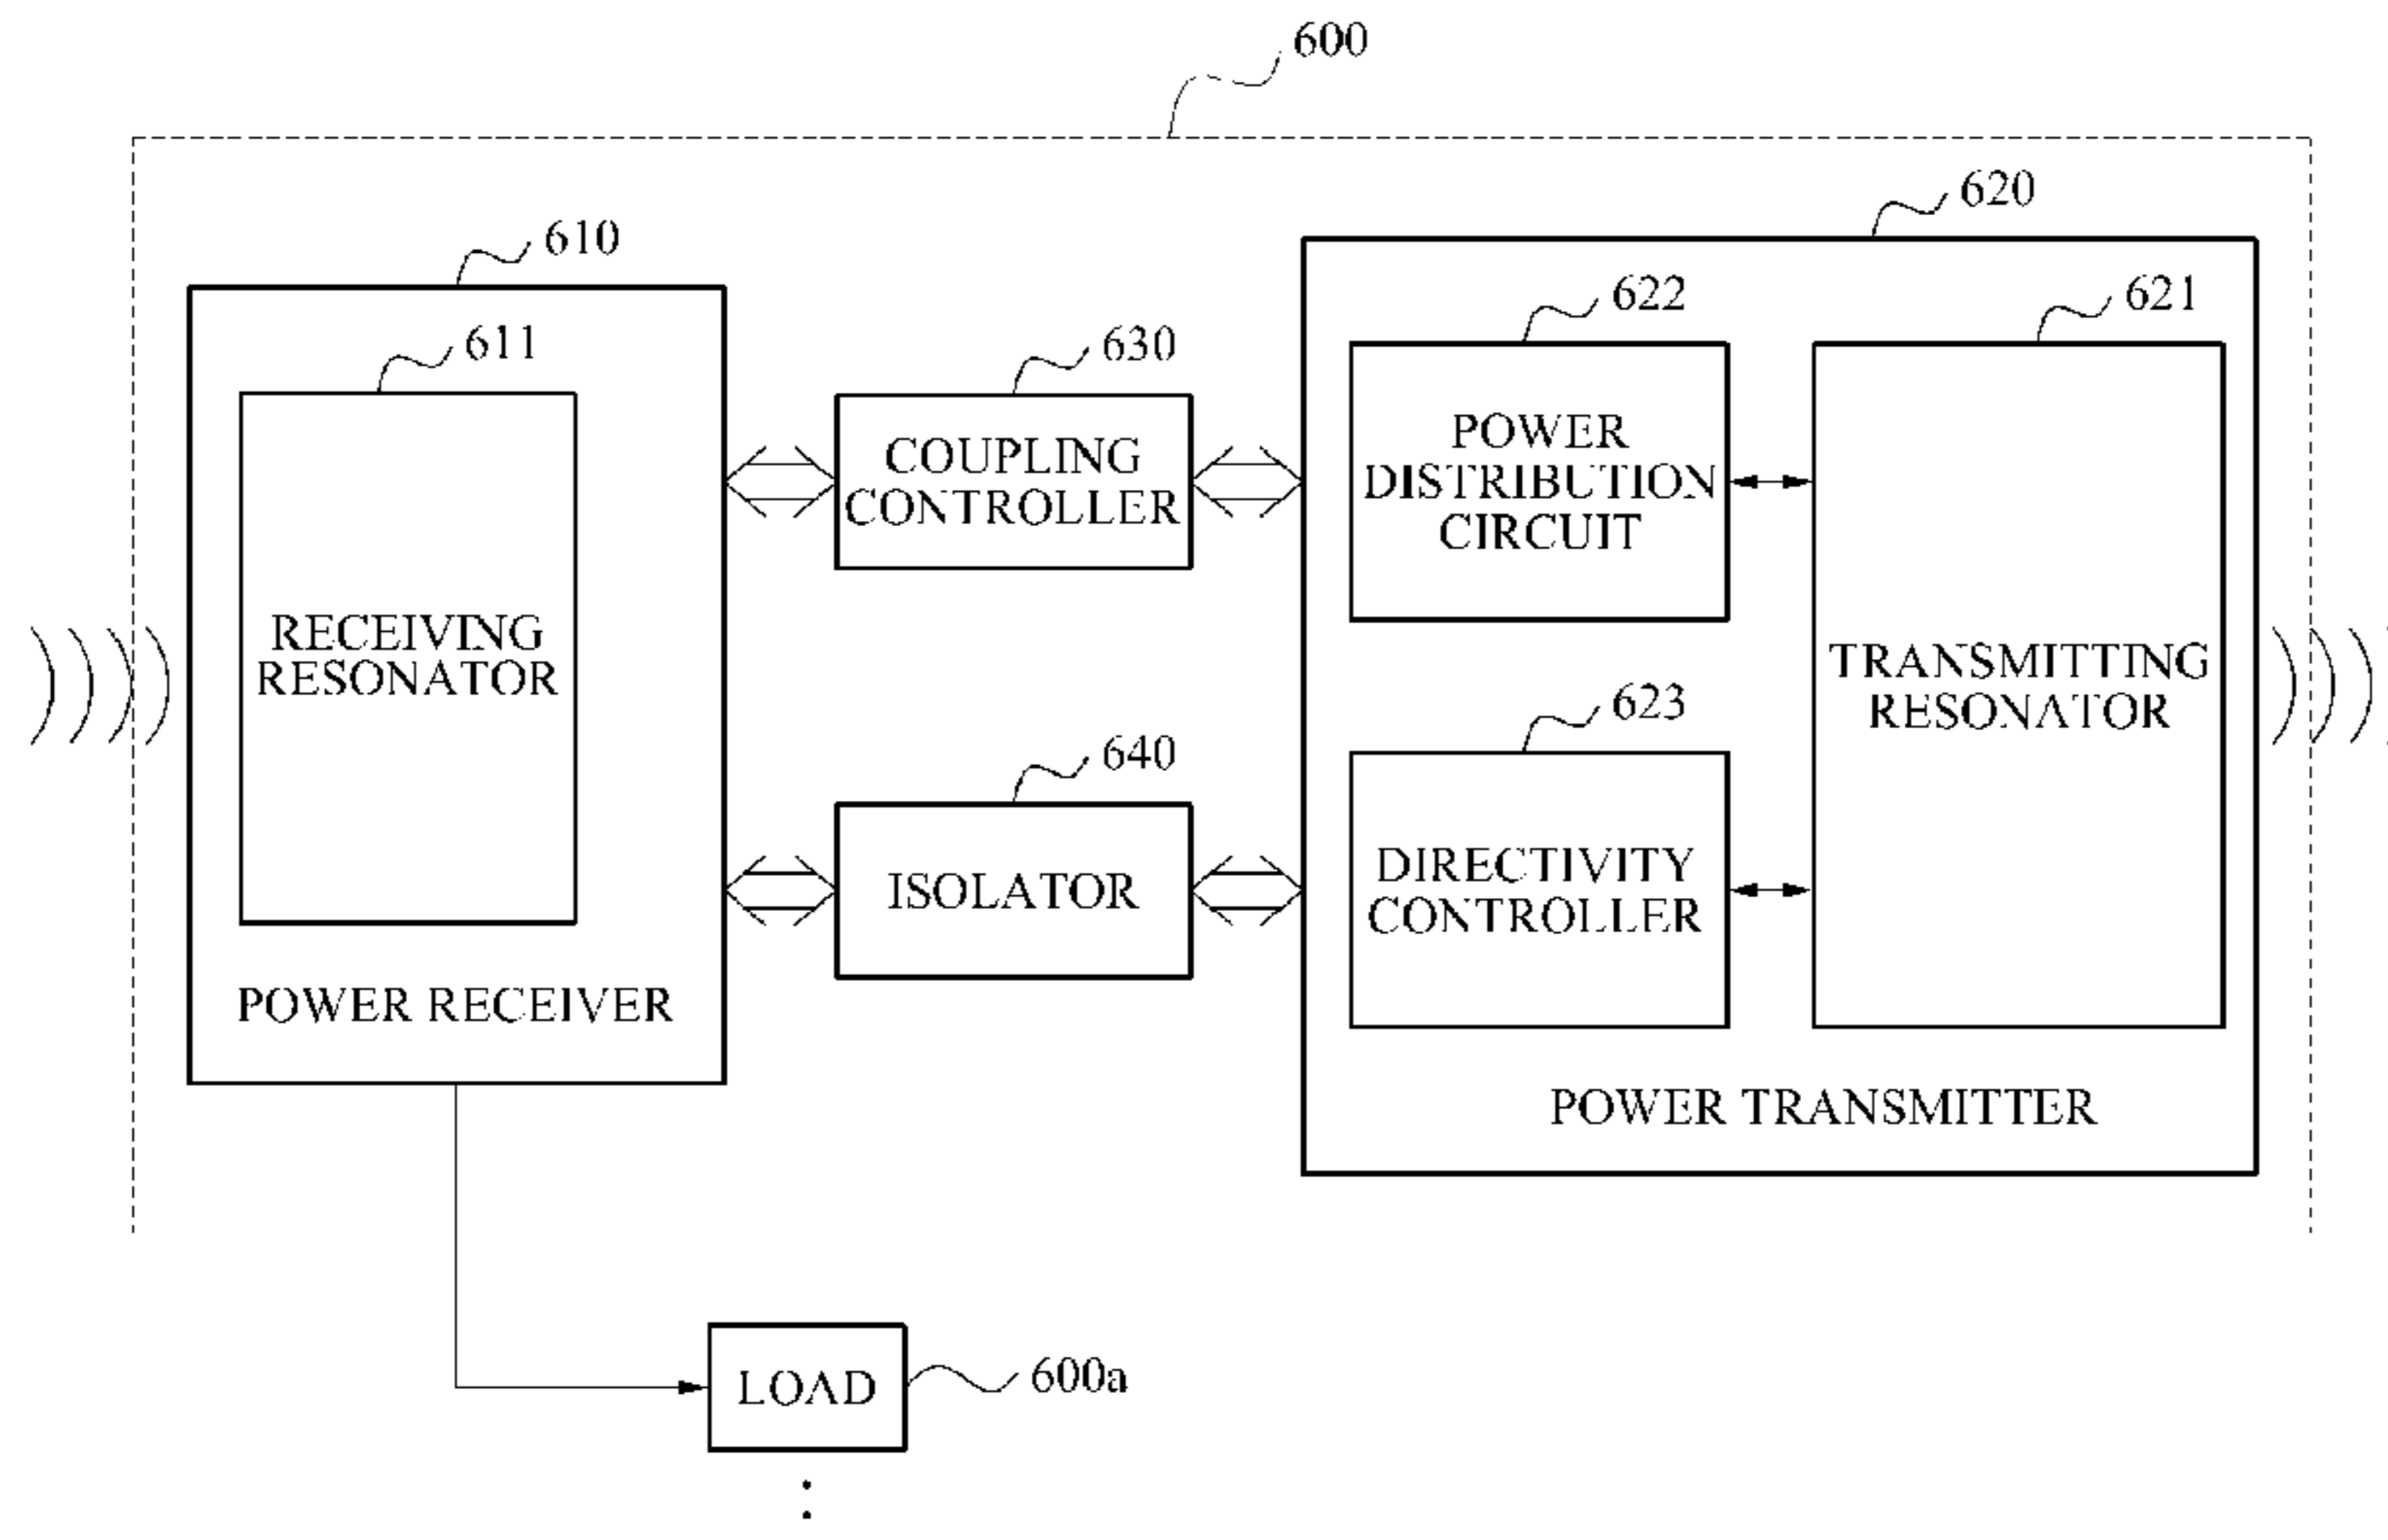 600
620
610
622
621
611
630
POWER
DISTRIBUTION
CIRCUIT
COUPLING
CONTROLLER
RECEIVING
RESONATOR
TRANSMITTING
RESONATOR
623
640
DIRECTIVITY
CONTROLLER
ISOLATOR
POWER RECEIVER
POWER TRANSMITTER
LOAD
600a